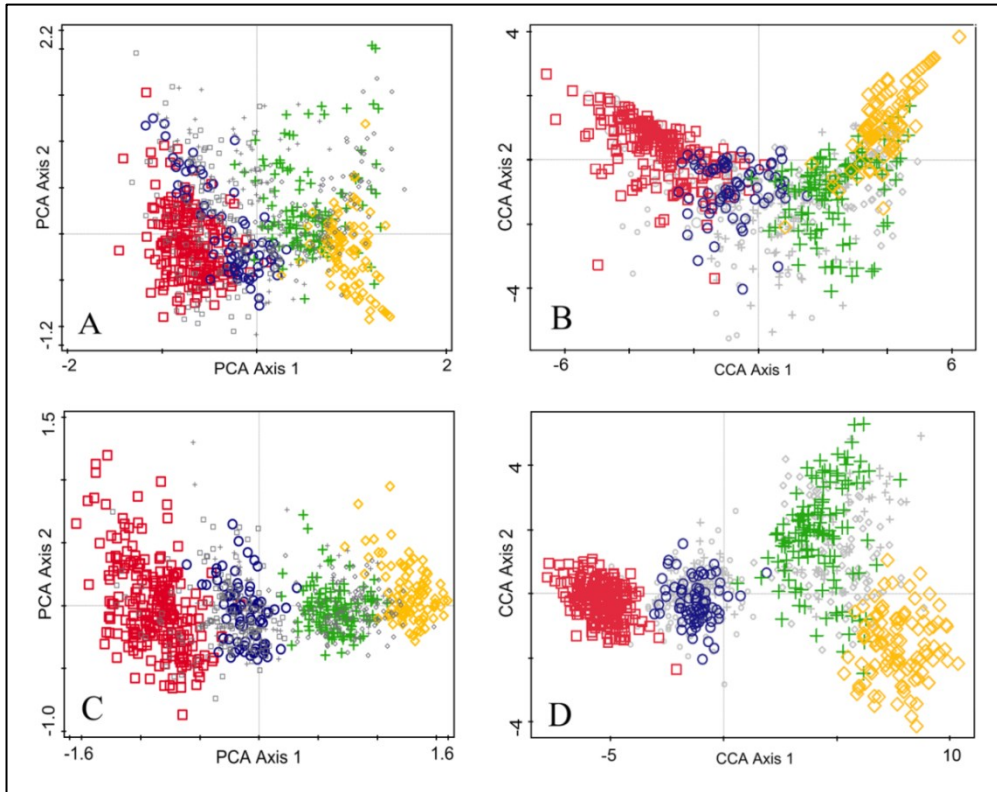 2.2
PCA Axis 2
-1.2
A
-2
PCA Axis 1
2
4
CCA Axis 2
-4
B
-6
CCA Axis 1
6
1.5
PCA Axis 2
-1.0
C
-1.6
PCA Axis 1
1.6
4
CCA Axis 2
-4
D
-5
CCA Axis 1
10